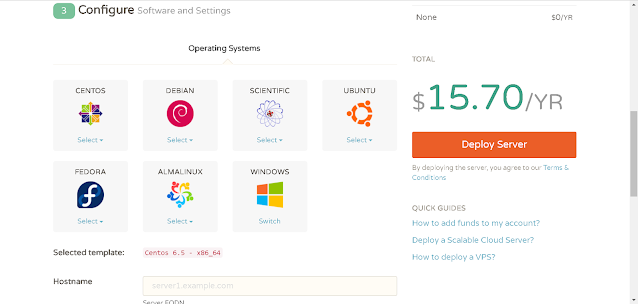 3 Configure Software and Settings
Operating Systems
CENTOS DEBIAN SCIENTIFIC UBUNTU
Select Select Select Select
FEDORA ALMALINUX WINDOWS
Select Select Switch
Selected template: Centos 6.5 - x86_64
Hostname server1.example.com
Server FQDN
None $0/YR
TOTAL
$15.70/YR
Deploy Server
By deploying the server, you agree to our Terms &
Conditions
QUICK GUIDES
How to add funds to my account?
Deploy a Scalable Cloud Server?
How to deploy a VPS?